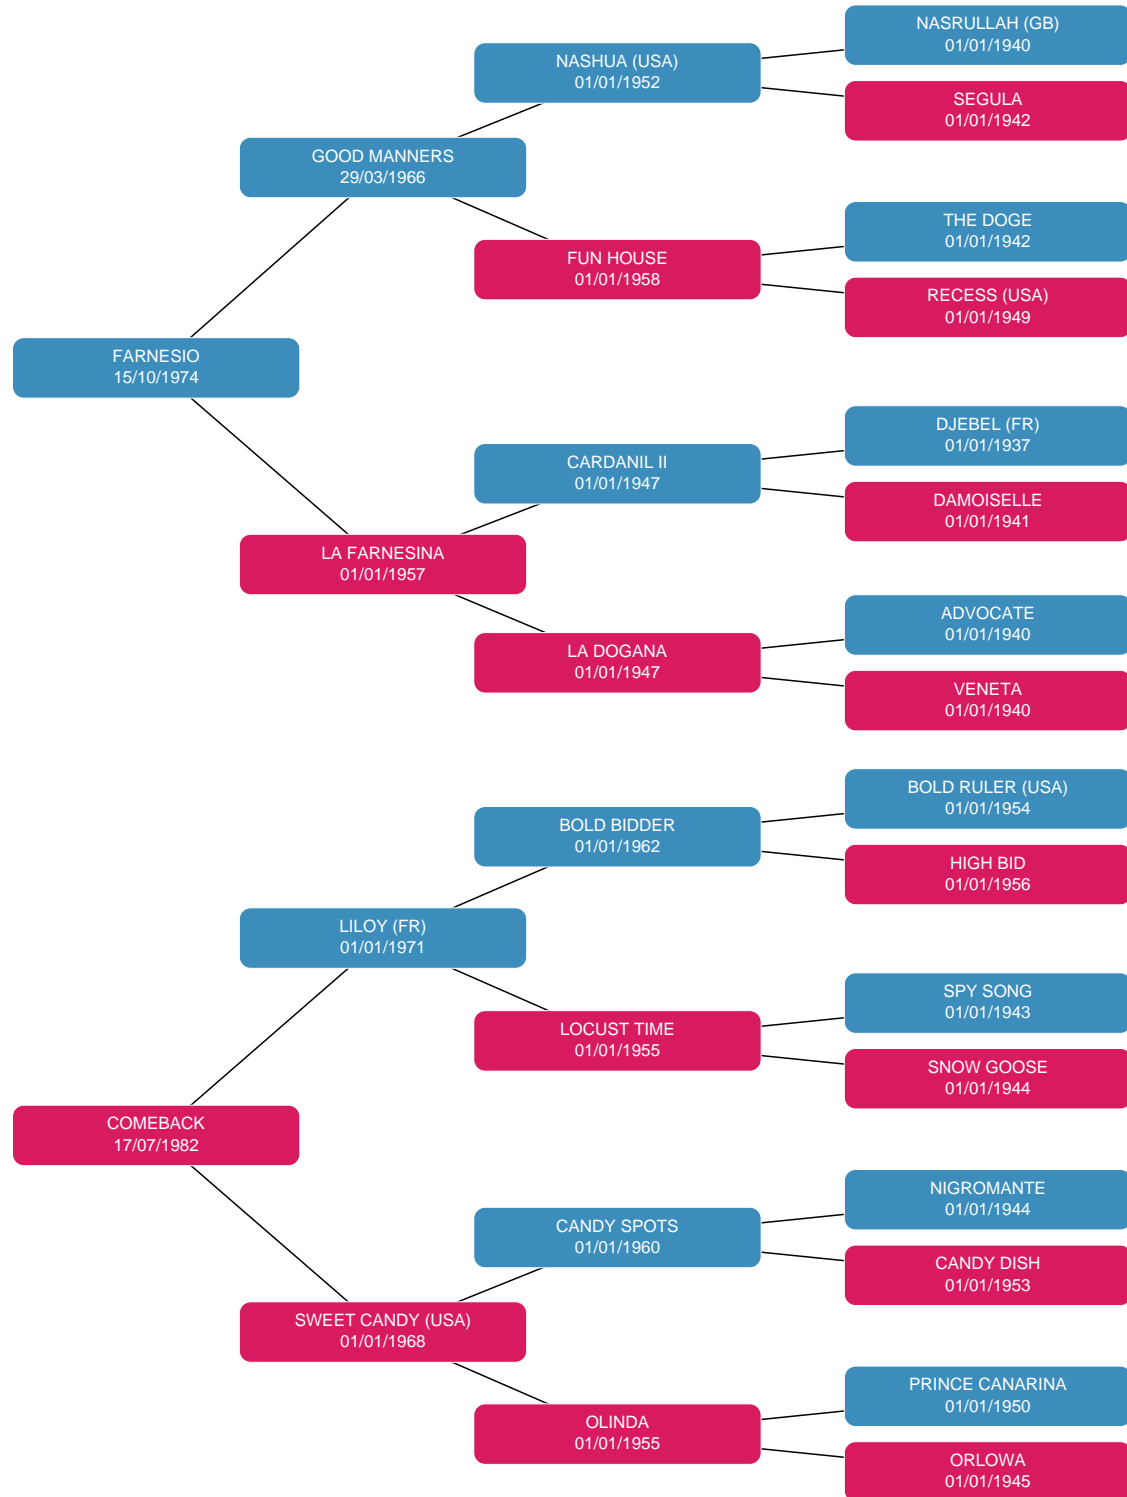 NASRULLAH (GB)
01/01/1940
NASHUA (USA)
01/01/1952
SEGULA
01/01/1942
GOOD MANNERS
29/03/1966
THE DOGE
01/01/1942
FUN HOUSE
01/01/1958
RECESS (USA)
01/01/1949
FARNESIO
15/10/1974
DJEBEL (FR)
01/01/1937
CARDANIL II
01/01/1947
DAMOISELLE
01/01/1941
LA FARNESINA
01/01/1957
ADVOCATE
01/01/1940
LA DOGANA
01/01/1947
VENETA
01/01/1940
BOLD RULER (USA)
01/01/1954
BOLD BIDDER
01/01/1962
HIGH BID
01/01/1956
LILOY (FR)
01/01/1971
SPY SONG
01/01/1943
LOCUST TIME
01/01/1955
SNOW GOOSE
01/01/1944
COMEBACK
17/07/1982
NIGROMANTE
01/01/1944
CANDY SPOTS
01/01/1960
CANDY DISH
01/01/1953
SWEET CANDY (USA)
01/01/1968
PRINCE CANARINA
01/01/1950
OLINDA
01/01/1955
ORLOWA
01/01/1945